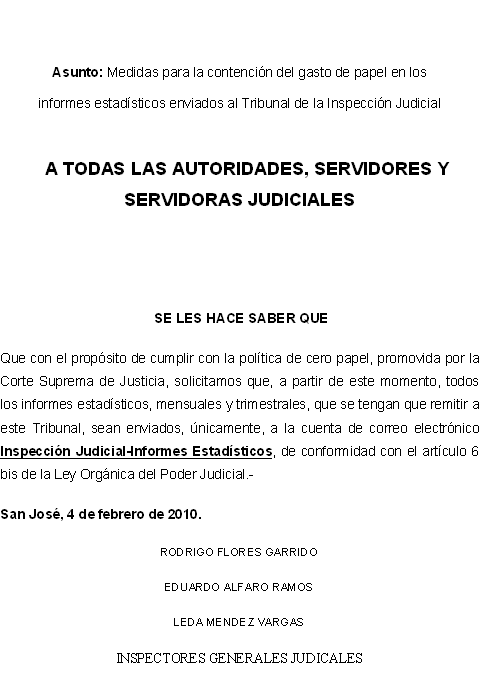 Asunto: Medidas para la contención del gasto de papel en los
informes estadísticos enviados al Tribunal de la Inspección Judicial
A TODAS LAS AUTORIDADES, SERVIDORES Y
SERVIDORAS JUDICIALES
SE LES HACE SABER QUE
Que con el propósito de cumplir con la política de cero papel, promovida por la
Corte Suprema de Justicia, solicitamos que, a partir de este momento, todos
los informes estadísticos, mensuales y trimestrales, que se tengan que remitir a
este Tribunal, sean enviados, únicamente, a la cuenta de correo electrónico
Inspección Judicial-Informes Estadísticos, de conformidad con el artículo 6
bis de la Ley Orgánica del Poder Judicial.-
San José, 4 de febrero de 2010.
RODRIGO FLORES GARRIDO
EDUARDO ALFARO RAMOS
LEDA MENDEZ VARGAS
INSPECTORES GENERALES JUDICALES